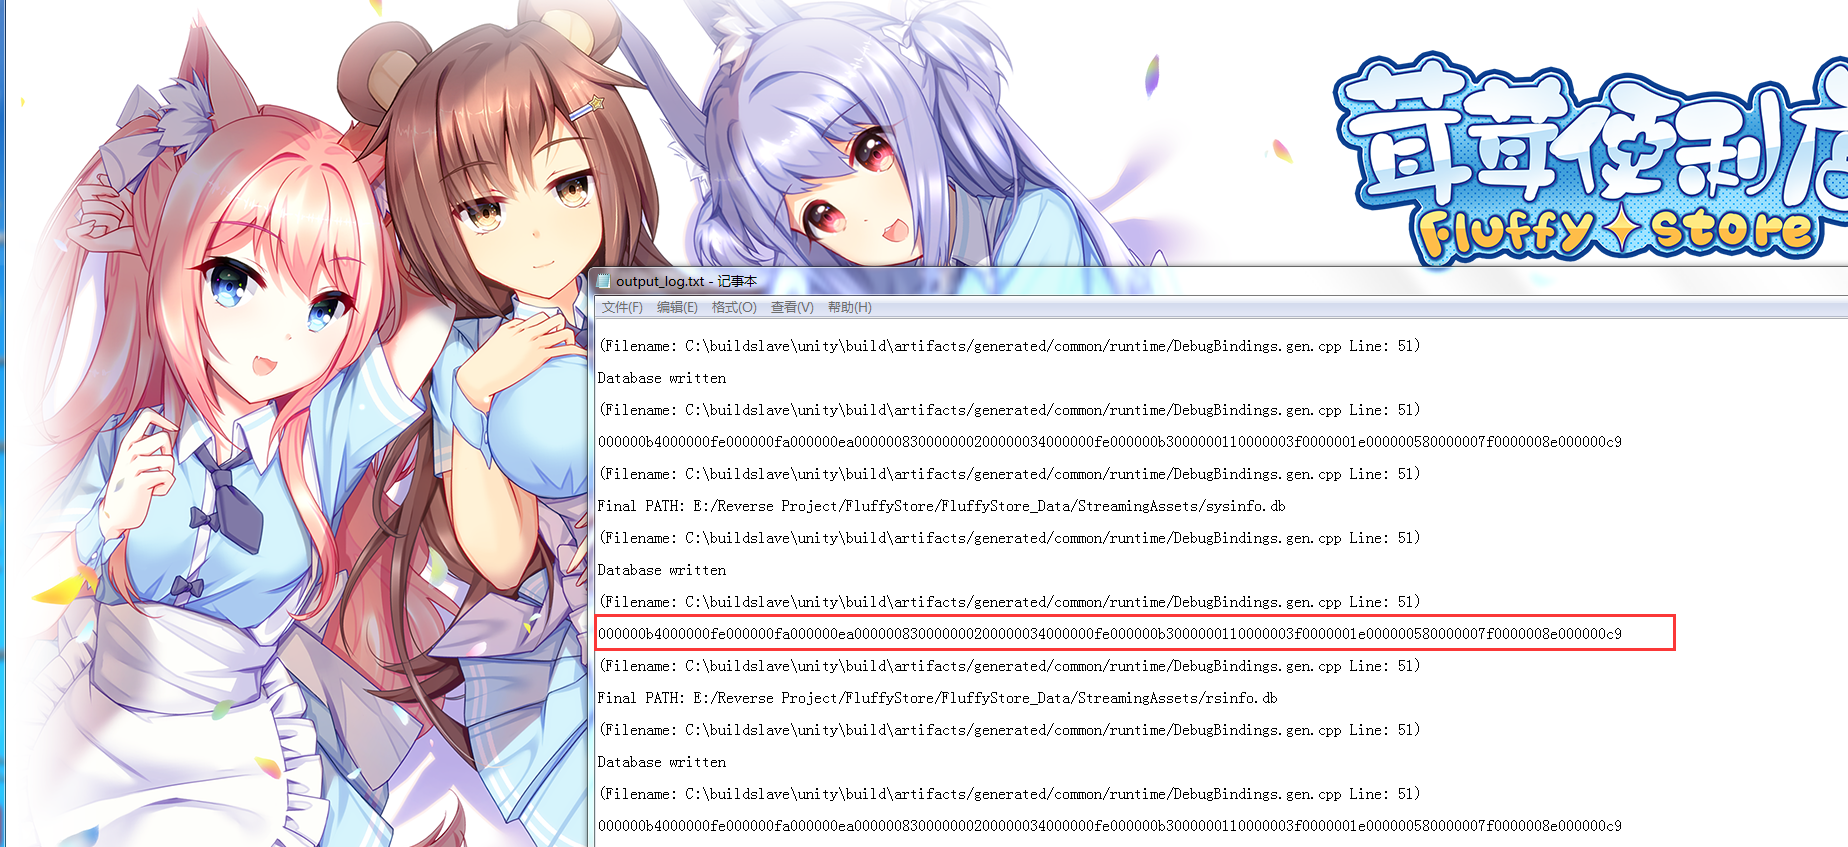 茸茸便利店
Fluffy store
output_log.txt - 记事本
文件(F) 编辑(E) 格式(O) 查看(V) 帮助(H)
(Filename: C:\buildslave\unity\build\artifacts/generated/common/runtime/DebugBindings.gen.cpp Line: 51)
Database written
(Filename: C:\buildslave\unity\build\artifacts/generated/common/runtime/DebugBindings.gen.cpp Line: 51)
000000b4000000fe000000fa000000ea000000830000000200000034000000fe000000b3000000110000003f0000001e000000580000007f0000008e000000c9
(Filename: C:\buildslave\unity\build\artifacts/generated/common/runtime/DebugBindings.gen.cpp Line: 51)
Final PATH: E:/Reverse Project/FluffyStore/FluffyStore_Data/StreamingAssets/sysinfo.db
(Filename: C:\buildslave\unity\build\artifacts/generated/common/runtime/DebugBindings.gen.cpp Line: 51)
Database written
(Filename: C:\buildslave\unity\build\artifacts/generated/common/runtime/DebugBindings.gen.cpp Line: 51)
000000b4000000fe000000fa000000ea000000830000000200000034000000fe000000b3000000110000003f0000001e000000580000007f0000008e000000c9
(Filename: C:\buildslave\unity\build\artifacts/generated/common/runtime/DebugBindings.gen.cpp Line: 51)
Final PATH: E:/Reverse Project/FluffyStore/FluffyStore_Data/StreamingAssets/rsinfo.db
(Filename: C:\buildslave\unity\build\artifacts/generated/common/runtime/DebugBindings.gen.cpp Line: 51)
Database written
(Filename: C:\buildslave\unity\build\artifacts/generated/common/runtime/DebugBindings.gen.cpp Line: 51)
000000b4000000fe000000fa000000ea000000830000000200000034000000fe000000b3000000110000003f0000001e000000580000007f0000008e000000c9